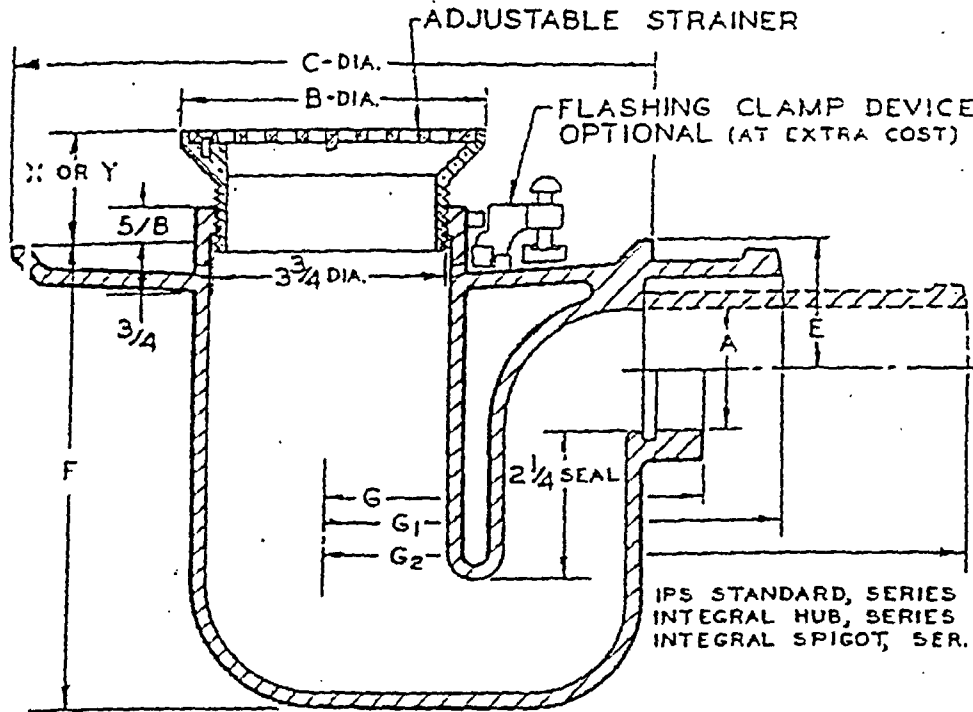 ADJUSTABLE STRAINER
C-DIA.
B-DIA.
FLASHING CLAMP DEVICE
OPTIONAL (AT EXTRA COST)
X OR Y
5/8
3 3/4 DIA.
3/4
A
E
F
2 1/4 SEAL
G
G1
G2
IPS STANDARD, SERIES
INTEGRAL HUB, SERIES
INTEGRAL SPIGOT, SER.